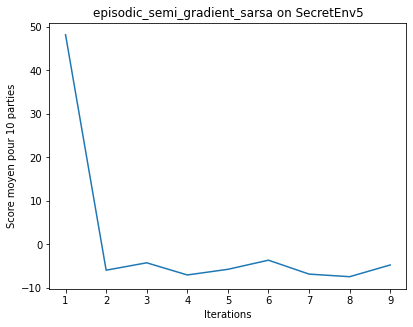 episodic_semi_gradient_sarsa on SecretEnv5
Score moyen pour 10 parties
50
40
30
20
10
0
−10
1 2 3 4 5 6 7 8 9
Iterations